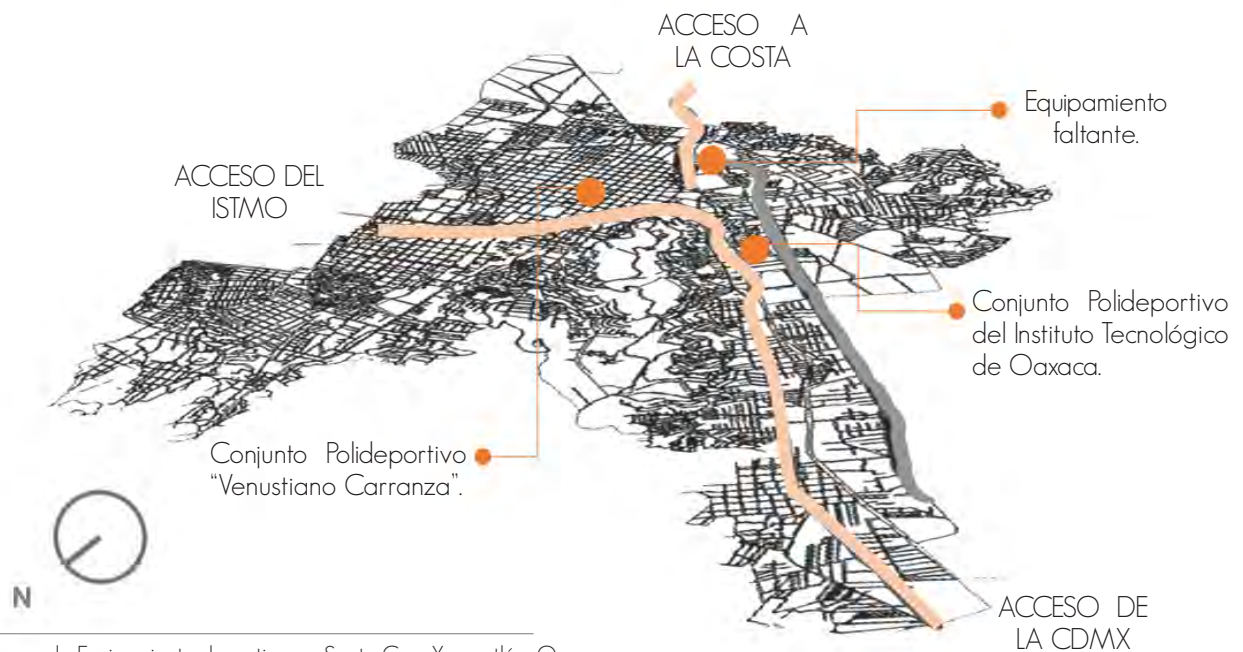 ACCESO A
LA COSTA
Equipamiento
faltante.
ACCESO DEL
ISTMO
Conjunto Polideportivo
del Instituto Tecnológico
de Oaxaca.
Conjunto Polideportivo
“Venustiano Carranza”.
N
ACCESO DE
LA CDMX